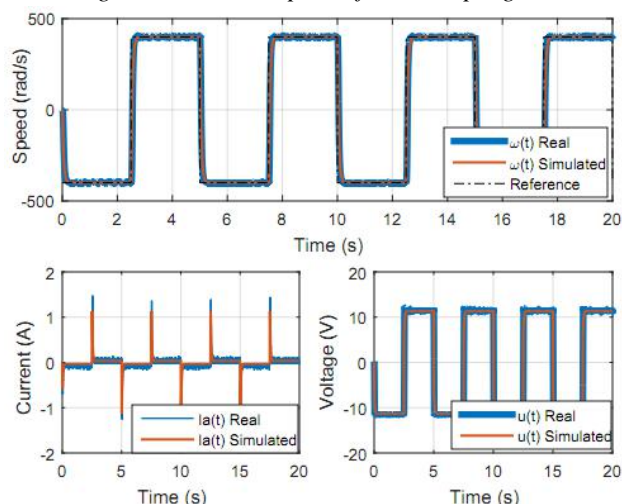 500
0
-500
Speed (rad/s)
ω(t) Real
ω(t) Simulated
Reference
0 2 4 6 8 10 12 14 16 18 20
Time (s)
2
1
0
-1
-2
Current (A)
Ia(t) Real
Ia(t) Simulated
0 5 10 15 20
Time (s)
20
10
0
-10
-20
Voltage (V)
u(t) Real
u(t) Simulated
0 5 10 15 20
Time (s)